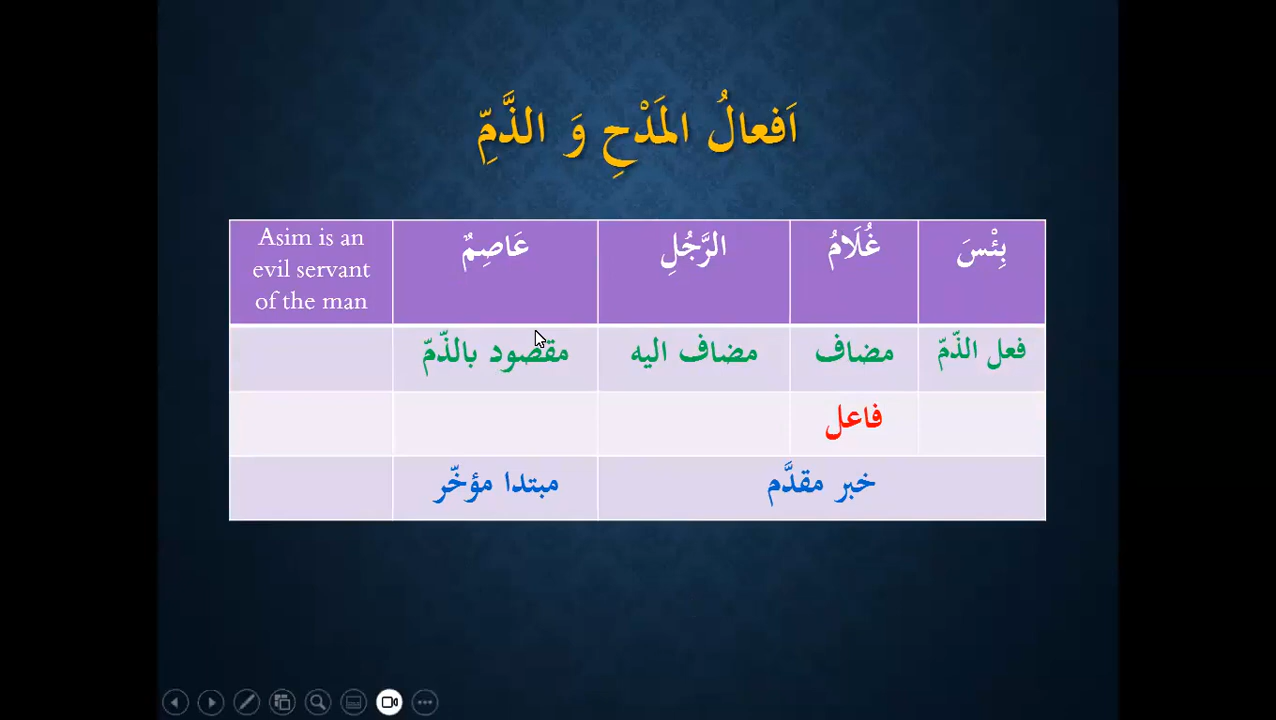 اَفعالُ المَدْحِ وَ الذَّمِّ
بِئْسَ غُلَامُ الرَّجُلِ عَاصِمٌ
Asim is an
evil servant
of the man
فعل الذّمّ مضاف مضاف اليه مقصود بالذّمّ
فاعل
خبر مقدَّم مبتدا مؤخّر